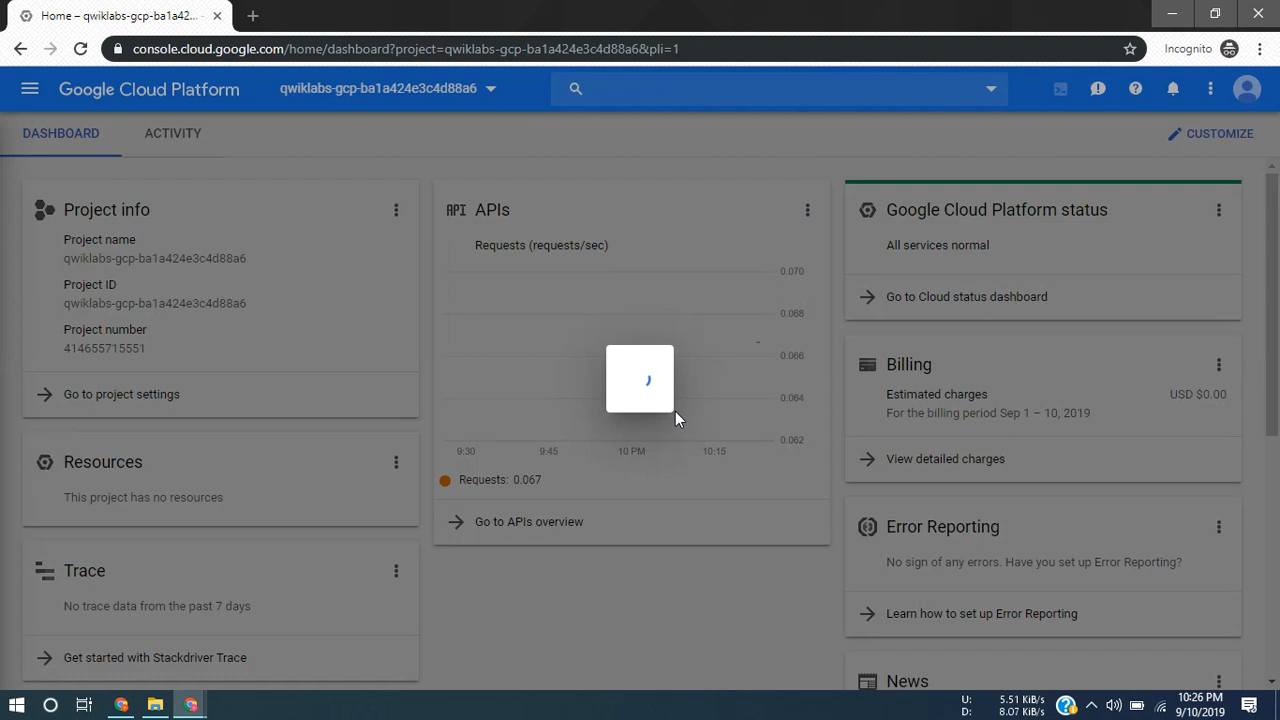 Home – qwiklabs-gcp-ba1a42...
console.cloud.google.com/home/dashboard?project=qwiklabs-gcp-ba1a424e3c4d88a6&pli=1
Incognito
Google Cloud Platform
qwiklabs-gcp-ba1a424e3c4d88a6
DASHBOARD
ACTIVITY
CUSTOMIZE
Project info
Project name
qwiklabs-gcp-ba1a424e3c4d88a6
Project ID
qwiklabs-gcp-ba1a424e3c4d88a6
Project number
414655715551
Go to project settings
Resources
This project has no resources
Trace
No trace data from the past 7 days
Get started with Stackdriver Trace
API APIs
Requests (requests/sec)
0.070
0.068
0.066
0.064
0.062
9:30 9:45 10 PM 10:15
Requests: 0.067
Go to APIs overview
Google Cloud Platform status
All services normal
Go to Cloud status dashboard
Billing
Estimated charges USD $0.00
For the billing period Sep 1 – 10, 2019
View detailed charges
Error Reporting
No sign of any errors. Have you set up Error Reporting?
Learn how to set up Error Reporting
News
U: 5.51 KiB/s
D: 8.07 KiB/s
10:26 PM
9/10/2019